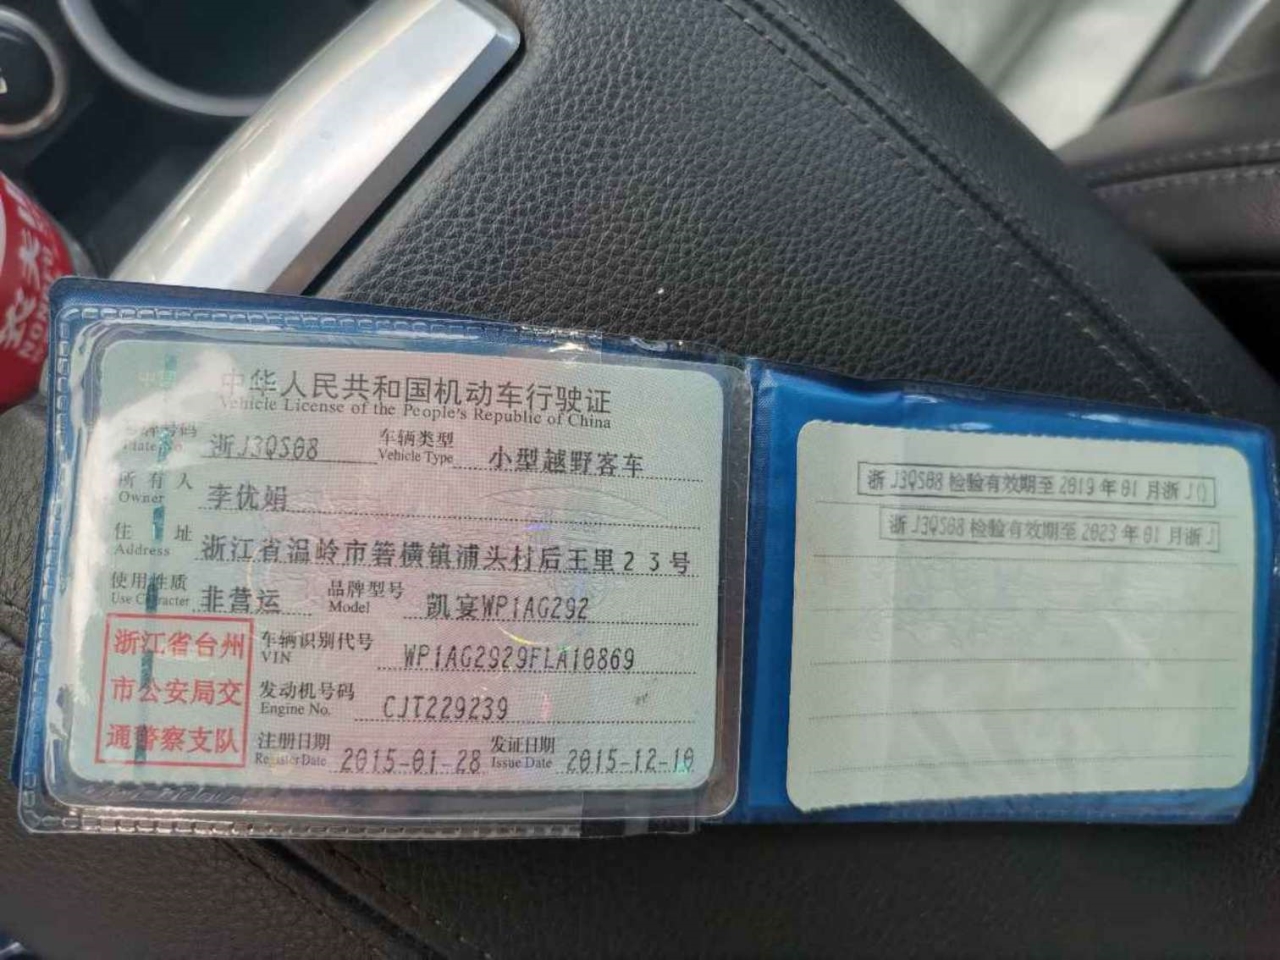 中华人民共和国机动车行驶证
Vehicle License of the People's Republic of China
号牌号码 浙J3QS08 车辆类型 小型越野客车
Plate No. Vehicle Type
所有人 李优娟
Owner
住址 浙江省温岭市箬横镇浦头村后王里23号
Address
使用性质 非营运 品牌型号 凯宴WP1AG292
Use Character Model
浙江省台州
市公安局交
通警察支队
车辆识别代号 WP1AG2929FLA10869
VIN
发动机号码 CJT229239
Engine No.
注册日期 2015-01-28 发证日期 2015-12-10
Register Date Issue Date
浙J3QS08检验有效期至2019年01月浙J
浙J3QS08检验有效期至2023年01月浙J